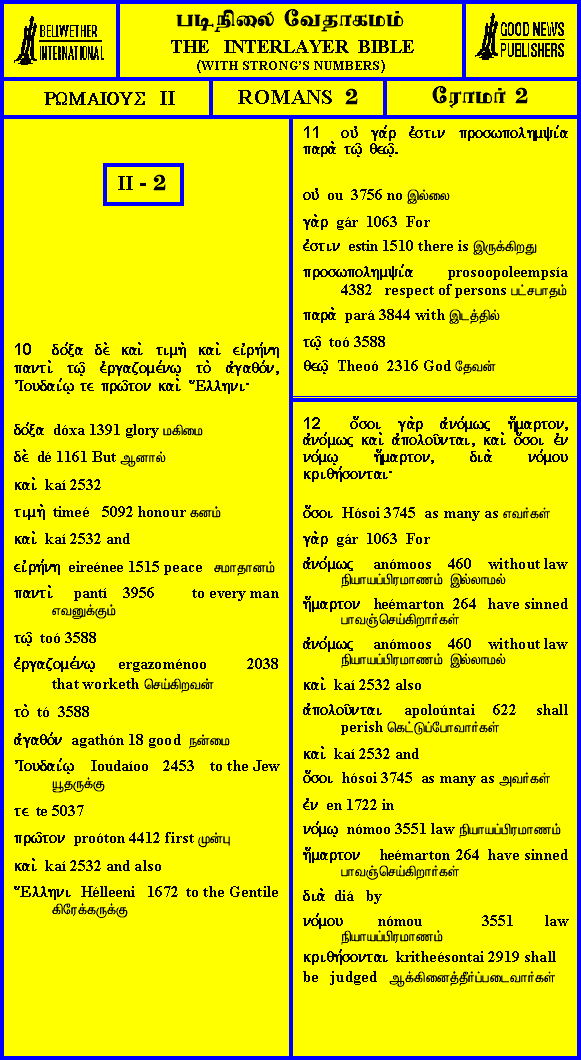 BELLWETHER
INTERNATIONAL
படிநிலை வேதாகமம்
THE INTERLAYER BIBLE
(WITH STRONG'S NUMBERS)
GOOD NEWS
PUBLISHERS
ΡΩΜΑΙΟΥΣ II
ROMANS 2
ரோமர் 2
II - 2
10 δόξα δὲ καὶ τιμὴ καὶ εἰρήνη
παντὶ τῷ ἐργαζομένῳ τὸ ἀγαθόν,
Ἰουδαίῳ τε πρῶτον καὶ Ἕλληνι·
δόξα dóxa 1391 glory மகிமை
δὲ dé 1161 But ஆனால்
καὶ kaí 2532
τιμὴ timeé 5092 honour கனம்
καὶ kaí 2532 and
εἰρήνη eireénee 1515 peace சமாதானம்
παντὶ pantí 3956 to every man
எவனுக்கும்
τῷ toó 3588
ἐργαζομένῳ ergazoménoo 2038
that worketh செய்கிறவன்
τὸ tó 3588
ἀγαθόν agathón 18 good நன்மை
Ἰουδαίῳ Ioudaíoo 2453 to the Jew
யூதருக்கு
τε te 5037
πρῶτον proóton 4412 first முன்பு
καὶ kaí 2532 and also
Ἕλληνι Hélleeni 1672 to the Gentile
கிரேக்கருக்கு
11 οὐ γάρ ἐστιν προσωπολημψία
παρὰ τῷ θεῷ.
οὐ ou 3756 no இல்லை
γὰρ gár 1063 For
ἐστιν estin 1510 there is இருக்கிறது
προσωπολημψία prosoopoleempsía
4382 respect of persons பட்சபாதம்
παρὰ pará 3844 with இடத்தில்
τῷ toó 3588
θεῷ Theoó 2316 God தேவன்
12 ὅσοι γὰρ ἀνόμως ἥμαρτον,
ἀνόμως καὶ ἀπολοῦνται, καὶ ὅσοι ἐν
νόμῳ ἥμαρτον, διὰ νόμου
κριθήσονται·
ὅσοι Hósoi 3745 as many as எவர்கள்
γὰρ gár 1063 For
ἀνόμως anómoos 460 without law
நியாயப்பிரமாணம் இல்லாமல்
ἥμαρτον heémarton 264 have sinned
பாவஞ்செய்கிறார்கள்
ἀνόμως anómoos 460 without law
நியாயப்பிரமாணம் இல்லாமல்
καὶ kaí 2532 also
ἀπολοῦνται apoloúntai 622 shall
perish கெட்டுப்போவார்கள்
καὶ kaí 2532 and
ὅσοι hósoi 3745 as many as அவர்கள்
ἐν en 1722 in
νόμῳ nómoo 3551 law நியாயப்பிரமாணம்
ἥμαρτον heémarton 264 have sinned
பாவஞ்செய்கிறார்கள்
διὰ diá by
νόμου nómou 3551 law
நியாயப்பிரமாணம்
κριθήσονται kritheésontai 2919 shall
be judged ஆக்கினைத்தீர்ப்படைவார்கள்